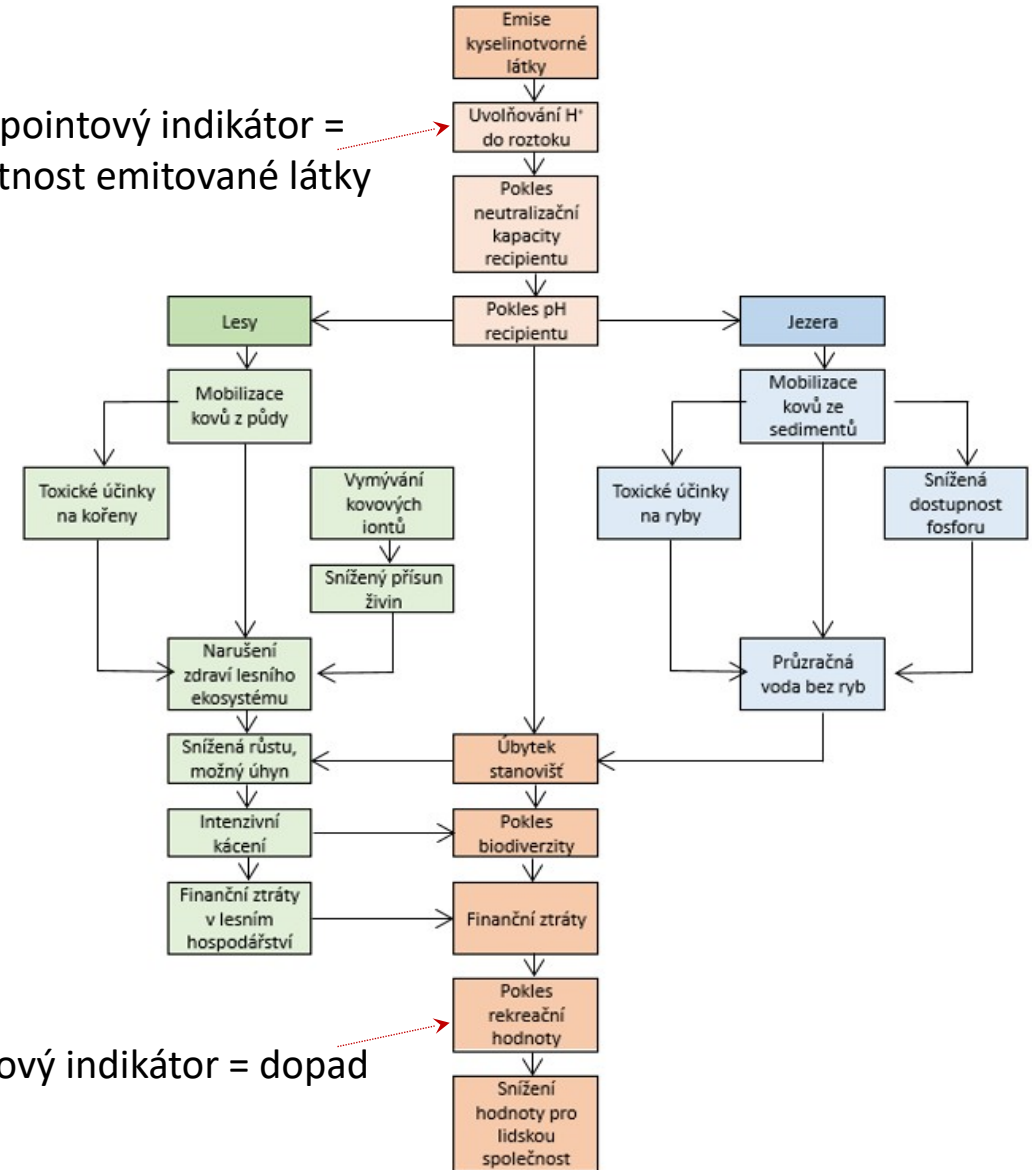 Emise
kyselinotvorné
látky
pointový indikátor =
tnost emitované látky
Uvolňování H⁺
do roztoku
Pokles
neutralizační
kapacity
recipientu
Lesy
Pokles pH
recipientu
Jezera
Mobilizace
kovů z půdy
Mobilizace
kovů ze
sedimentů
Toxické účinky
na kořeny
Vymývání
kovových
iontů
Toxické účinky
na ryby
Snížená
dostupnost
fosforu
Snížený přísun
živin
Narušení
zdraví lesního
ekosystému
Průzračná
voda bez ryb
Snížená růstu,
možný úhyn
Úbytek
stanovišť
Intenzivní
kácení
Pokles
biodiverzity
Finanční ztráty
v lesním
hospodářství
Finanční ztráty
Pokles
rekreační
hodnoty
ový indikátor = dopad
Snížení
hodnoty pro
lidskou
společnost